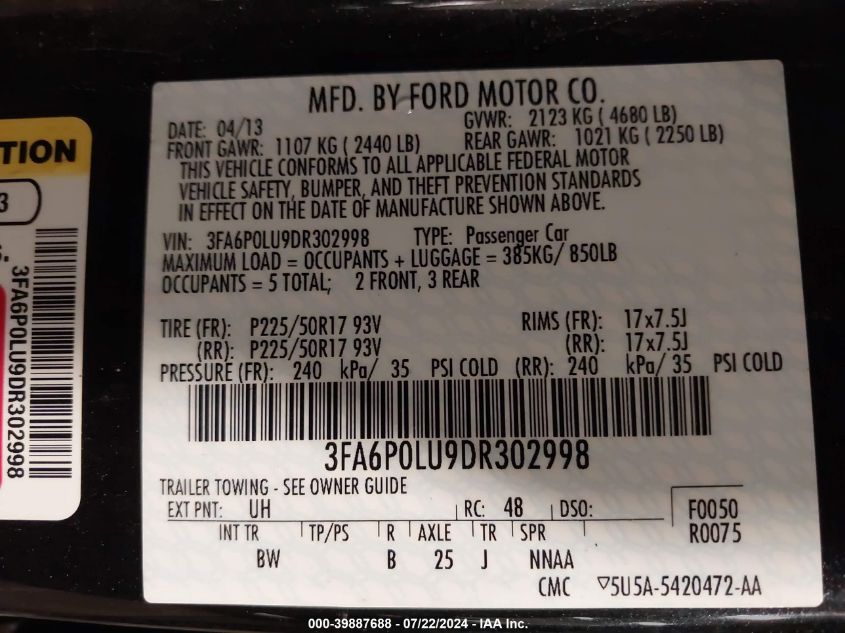 MFD. BY FORD MOTOR CO.
DATE: 04/13 GVWR: 2123 KG ( 4680 LB)
FRONT GAWR: 1107 KG ( 2440 LB) REAR GAWR: 1021 KG ( 2250 LB)
THIS VEHICLE CONFORMS TO ALL APPLICABLE FEDERAL MOTOR
VEHICLE SAFETY, BUMPER, AND THEFT PREVENTION STANDARDS
IN EFFECT ON THE DATE OF MANUFACTURE SHOWN ABOVE.
VIN: 3FA6P0LU9DR302998 TYPE: Passenger Car
MAXIMUM LOAD = OCCUPANTS + LUGGAGE = 385KG/ 850LB
OCCUPANTS = 5 TOTAL; 2 FRONT, 3 REAR
TIRE (FR): P225/50R17 93V RIMS (FR): 17x7.5J
(RR): P225/50R17 93V (RR): 17x7.5J
PRESSURE (FR): 240 kPa/ 35 PSI COLD (RR): 240 kPa/ 35 PSI COLD
3FA6P0LU9DR302998
TRAILER TOWING - SEE OWNER GUIDE
EXT PNT: UH RC: 48 DSO: F0050
R0075
INT TR TP/PS R AXLE TR SPR
BW B 25 J NNAA
CMC ▽5U5A-5420472-AA
TION
3
3FA6P0LU9DR302998
000-39887688 - 07/22/2024 - IAA Inc.